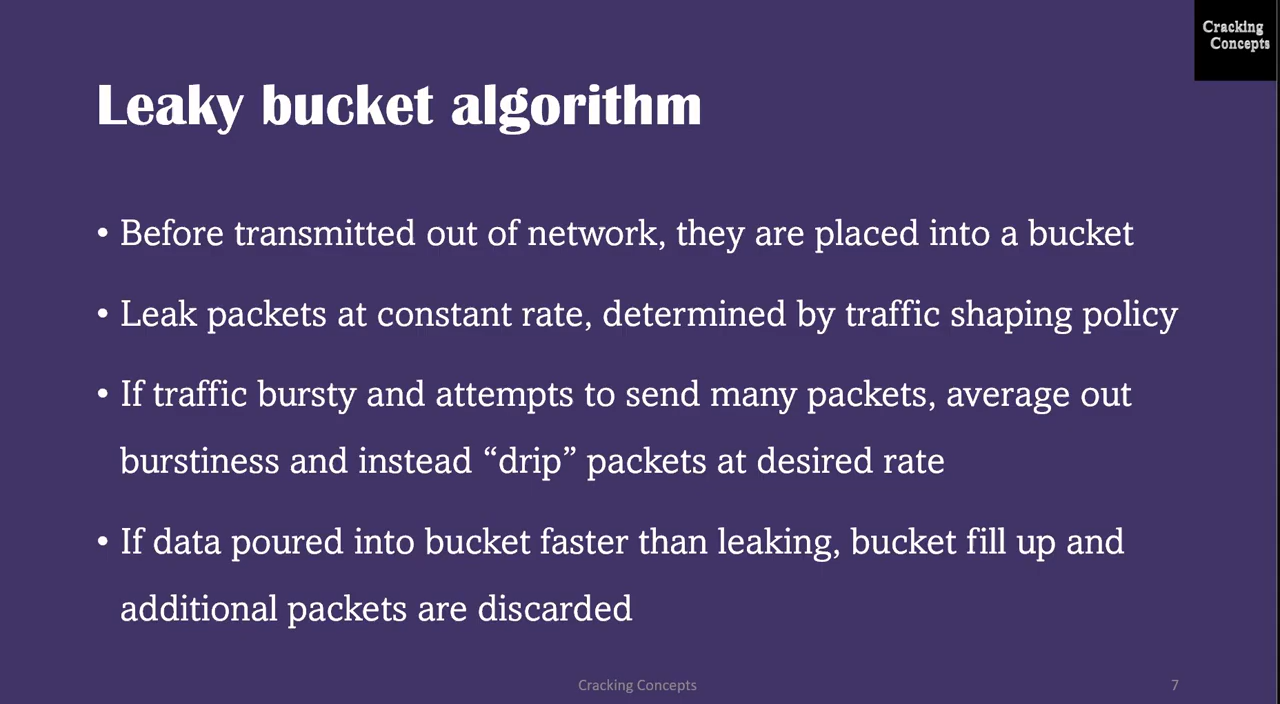 Cracking
Concepts
Leaky bucket algorithm
• Before transmitted out of network, they are placed into a bucket
• Leak packets at constant rate, determined by traffic shaping policy
• If traffic bursty and attempts to send many packets, average out
burstiness and instead “drip” packets at desired rate
• If data poured into bucket faster than leaking, bucket fill up and
additional packets are discarded
Cracking Concepts
7